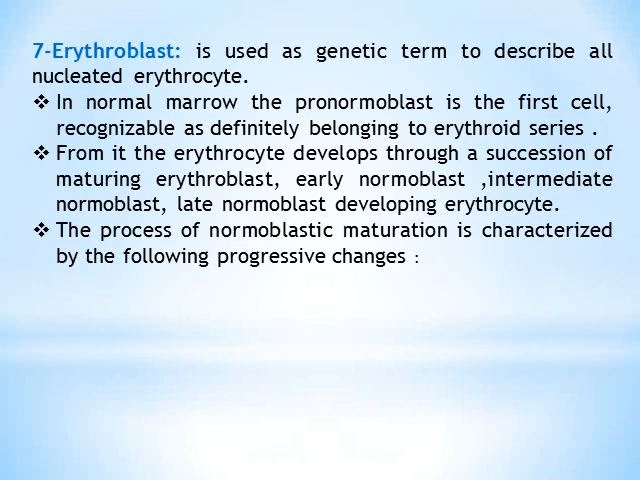 7-Erythroblast: is used as genetic term to describe all
nucleated erythrocyte.
❖ In normal marrow the pronormoblast is the first cell,
recognizable as definitely belonging to erythroid series .
❖ From it the erythrocyte develops through a succession of
maturing erythroblast, early normoblast ,intermediate
normoblast, late normoblast developing erythrocyte.
❖ The process of normoblastic maturation is characterized
by the following progressive changes :